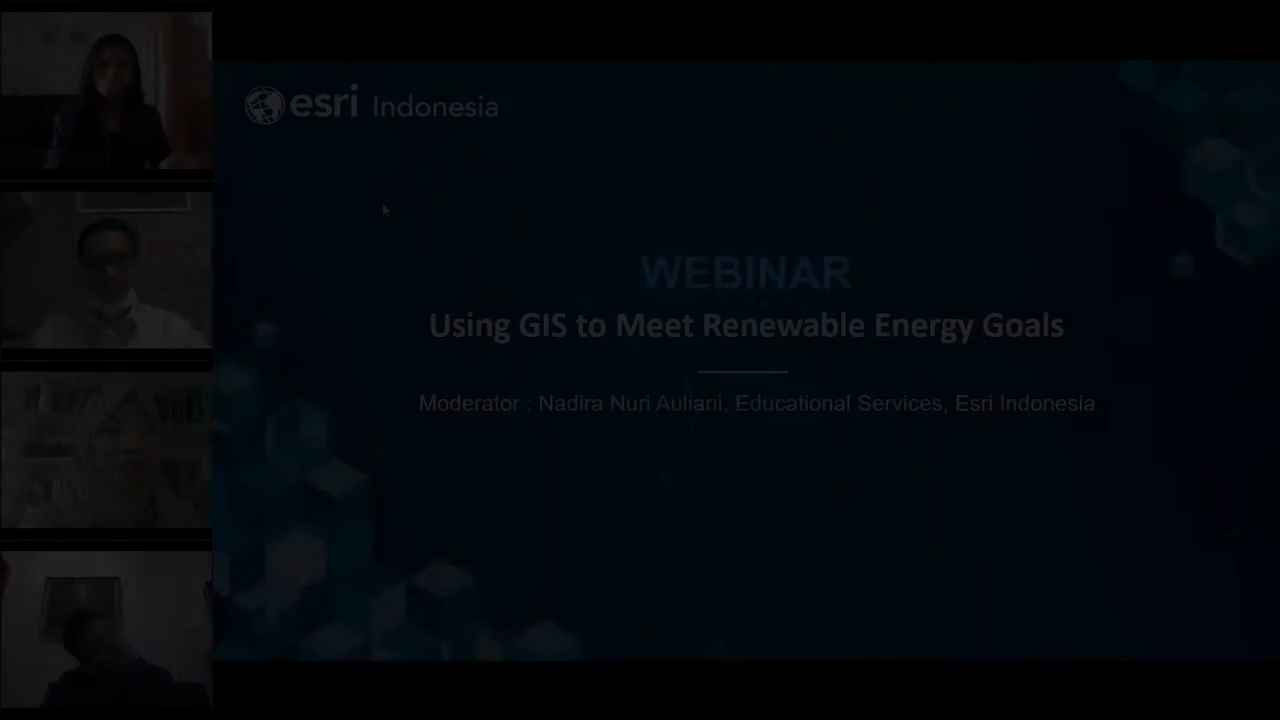 esri Indonesia
WEBINAR
Using GIS to Meet Renewable Energy Goals
Moderator : Nadira Nuri Auliani, Educational Services, Esri Indonesia